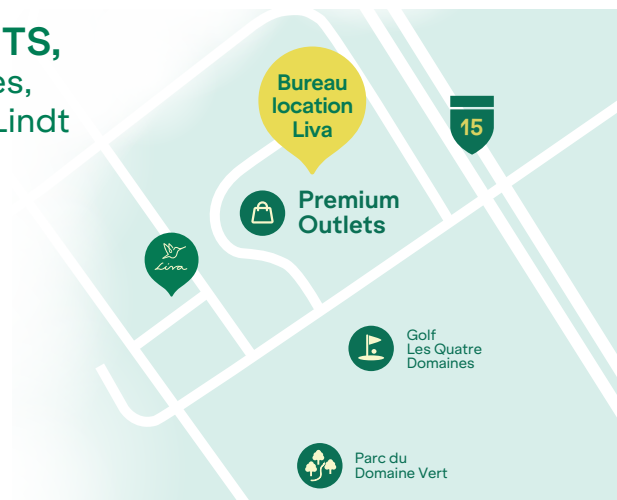 TS,
es,
Lindt
Bureau
location
Liva
15
Premium
Outlets
Liva
Golf
Les Quatre
Domaines
Parc du
Domaine Vert